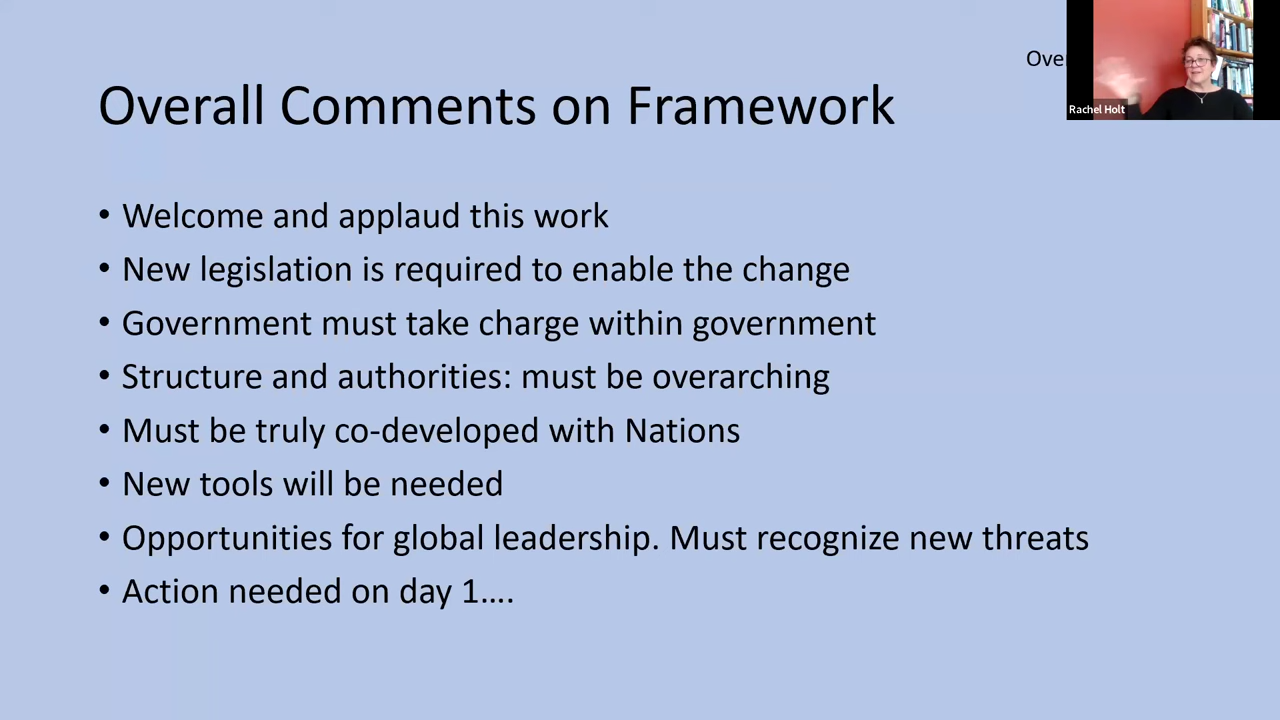 Overall Comments on Framework
Rachel Holt
• Welcome and applaud this work
• New legislation is required to enable the change
• Government must take charge within government
• Structure and authorities: must be overarching
• Must be truly co-developed with Nations
• New tools will be needed
• Opportunities for global leadership. Must recognize new threats
• Action needed on day 1....